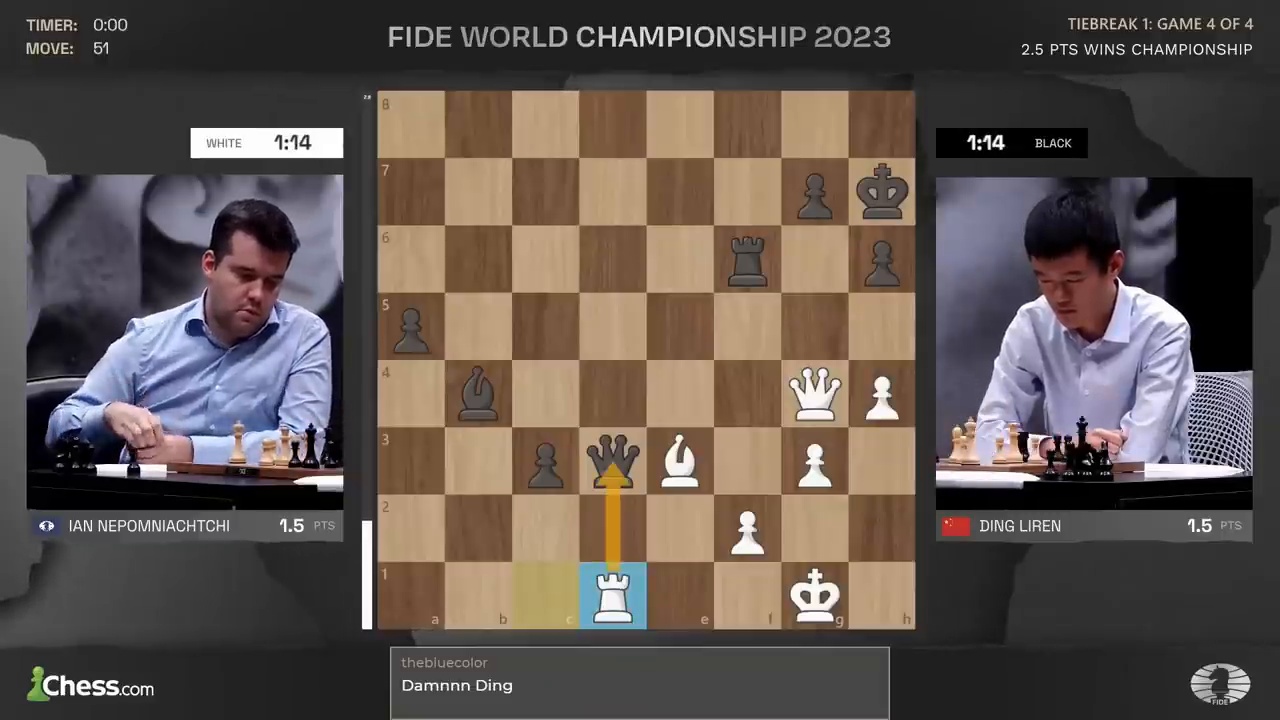 TIMER: 0:00
MOVE: 51
FIDE WORLD CHAMPIONSHIP 2023
TIEBREAK 1: GAME 4 OF 4
2.5 PTS WINS CHAMPIONSHIP
WHITE 1:14
1:14 BLACK
8
7
6
5
4
3
2
1
a b c d e f g h
IAN NEPOMNIACHTCHI 1.5 PTS
DING LIREN 1.5 PTS
thebluecolor
Damnnn Ding
Chess.com
FIDE